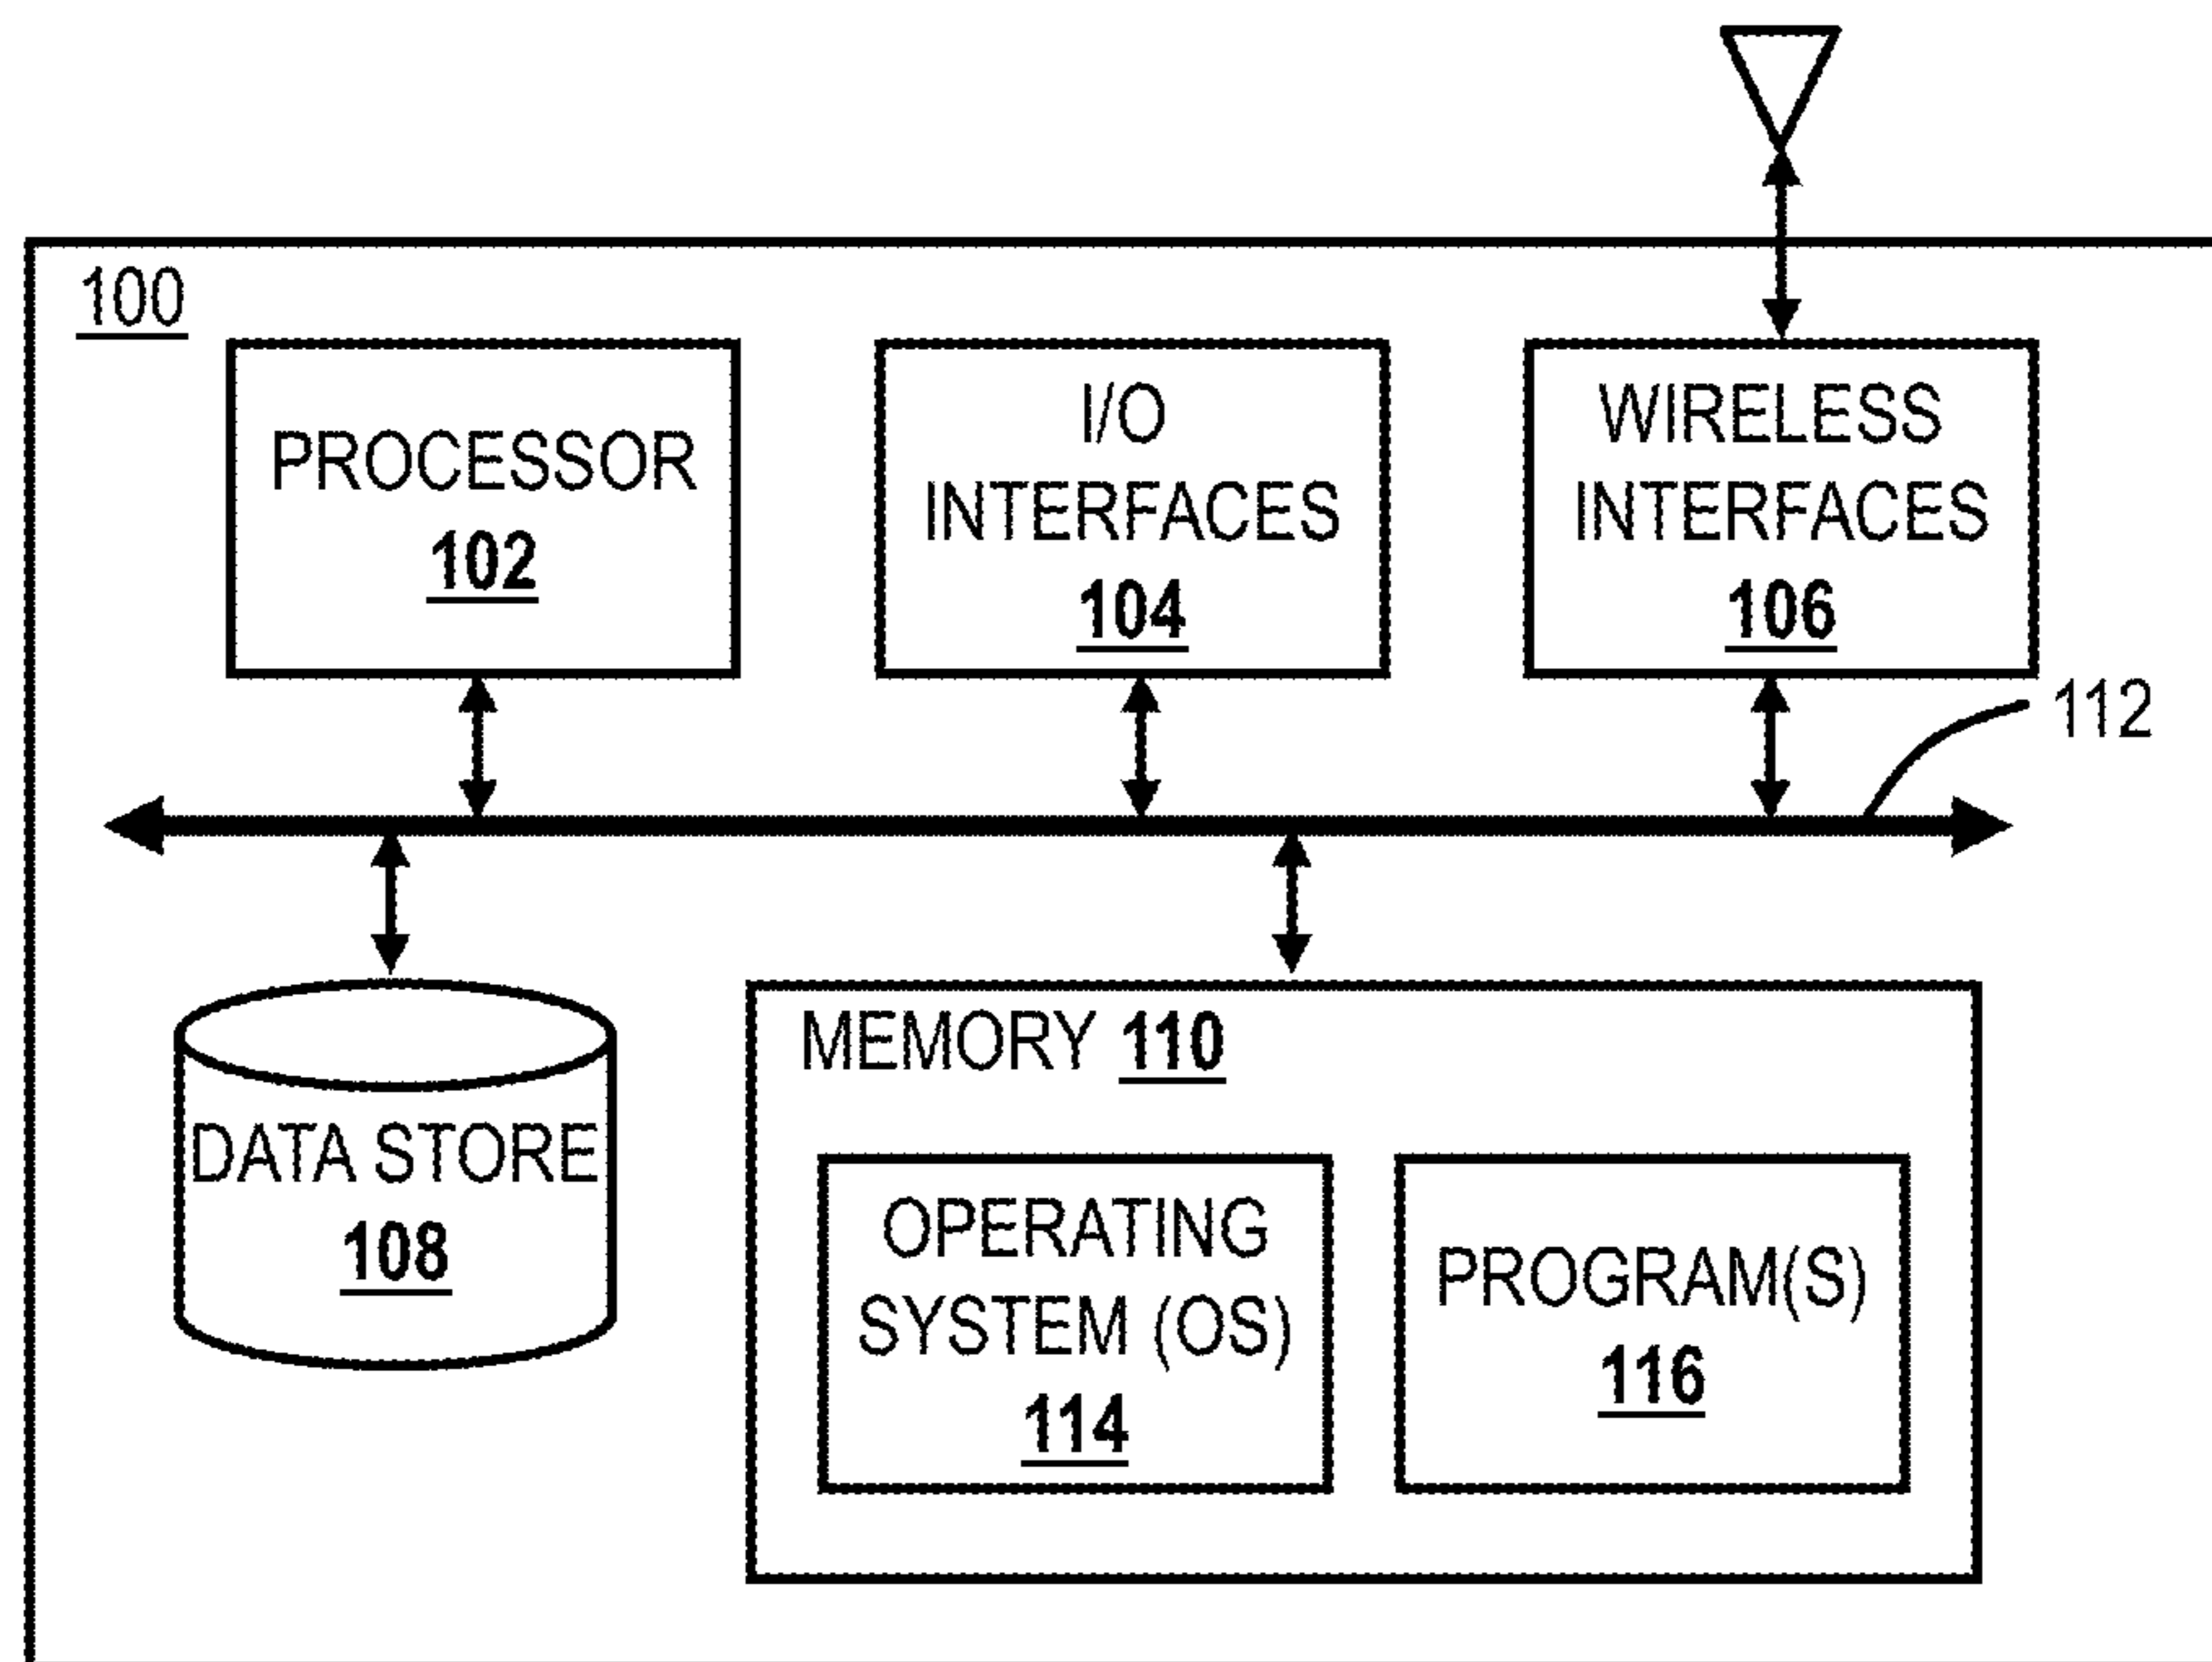 100
PROCESSOR
102
I/O
INTERFACES
104
WIRELESS
INTERFACES
106
112
DATA STORE
108
MEMORY 110
OPERATING
SYSTEM (OS)
114
PROGRAM(S)
116